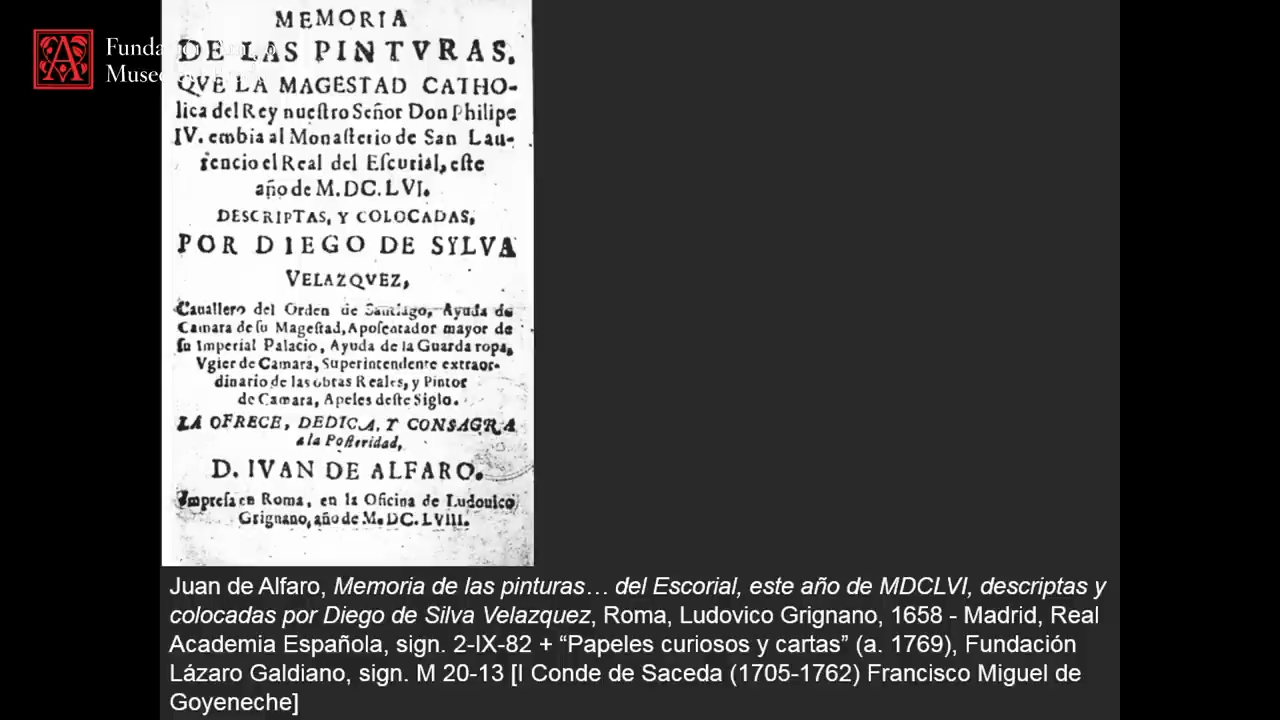 Fundación Amigos
Museo del Prado
MEMORIA
DE LAS PINTVRAS,
QVE LA MAGESTAD CATHO-
lica del Rey nueſtro Señor Don Philipe
IV. embia al Monaſterio de San Lau-
rencio el Real del Eſcurial, eſte
año de M.DC.LVI.
DESCRIPTAS, Y COLOCADAS,
POR DIEGO DE SYLVA
VELAZQVEZ,
Cauallero del Orden de Santiago, Ayuda de
Camara de ſu Mageſtad, Apoſentador mayor de
ſu Imperial Palacio, Ayuda de la Guarda ropa,
Vgier de Camara, Superintendente extraor-
dinario de las obras Reales, y Pintor
de Camara, Apeles deſte Siglo.
LA OFRECE, DEDICA, Y CONSAGRA
a la Poſteridad,
D. IVAN DE ALFARO.
Impreſa en Roma, en la Oficina de Ludouico
Grignano, año de M.DC.LVIII.
Juan de Alfaro, Memoria de las pinturas… del Escorial, este año de MDCLVI, descriptas y
colocadas por Diego de Silva Velazquez, Roma, Ludovico Grignano, 1658 - Madrid, Real
Academia Española, sign. 2-IX-82 + “Papeles curiosos y cartas” (a. 1769), Fundación
Lázaro Galdiano, sign. M 20-13 [I Conde de Saceda (1705-1762) Francisco Miguel de
Goyeneche]